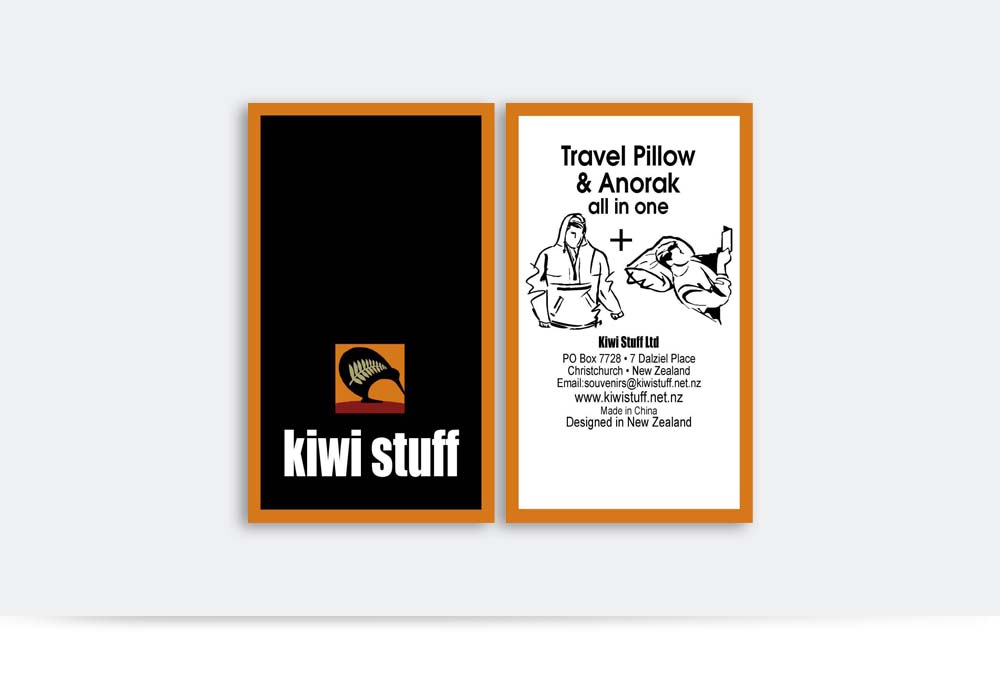 kiwi stuff
Travel Pillow
& Anorak
all in one
+
Kiwi Stuff Ltd
PO Box 7728 • 7 Dalziel Place
Christchurch • New Zealand
Email:souvenirs@kiwistuff.net.nz
www.kiwistuff.net.nz
Made in China
Designed in New Zealand